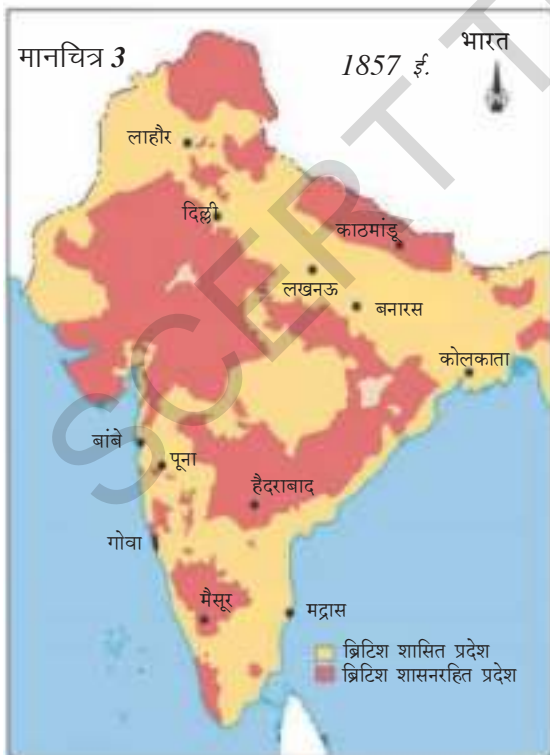 मानचित्र 3
1857 ई.
भारत
N
लाहौर
दिल्ली
काठमांडू
लखनऊ
बनारस
कोलकाता
बांबे
पूना
हैदराबाद
गोवा
मैसूर
मद्रास
ब्रिटिश शासित प्रदेश
ब्रिटिश शासनरहित प्रदेश
SCERT T